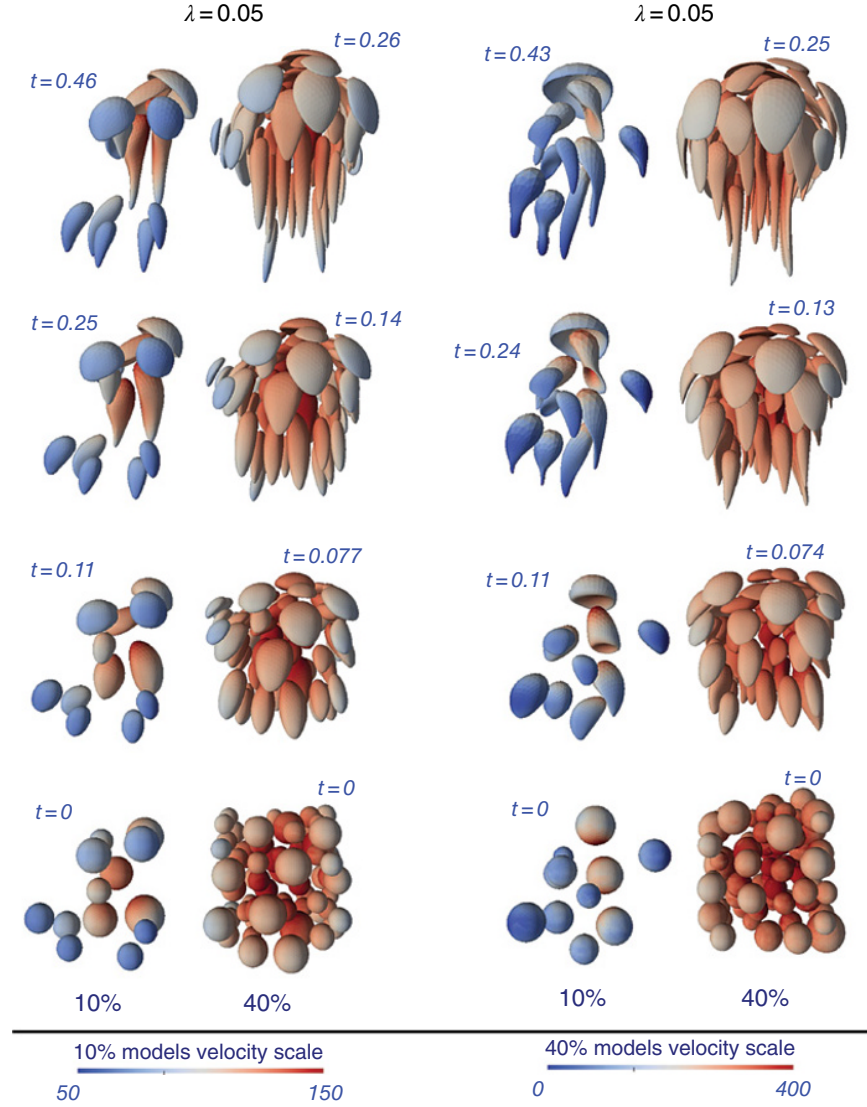 λ=0.05
λ=0.05
t=0.46
t=0.26
t=0.43
t=0.25
t=0.25
t=0.14
t=0.24
t=0.13
t=0.11
t=0.077
t=0.11
t=0.074
t=0
t=0
t=0
t=0
10%
40%
10%
40%
10% models velocity scale
50
150
40% models velocity scale
0
400